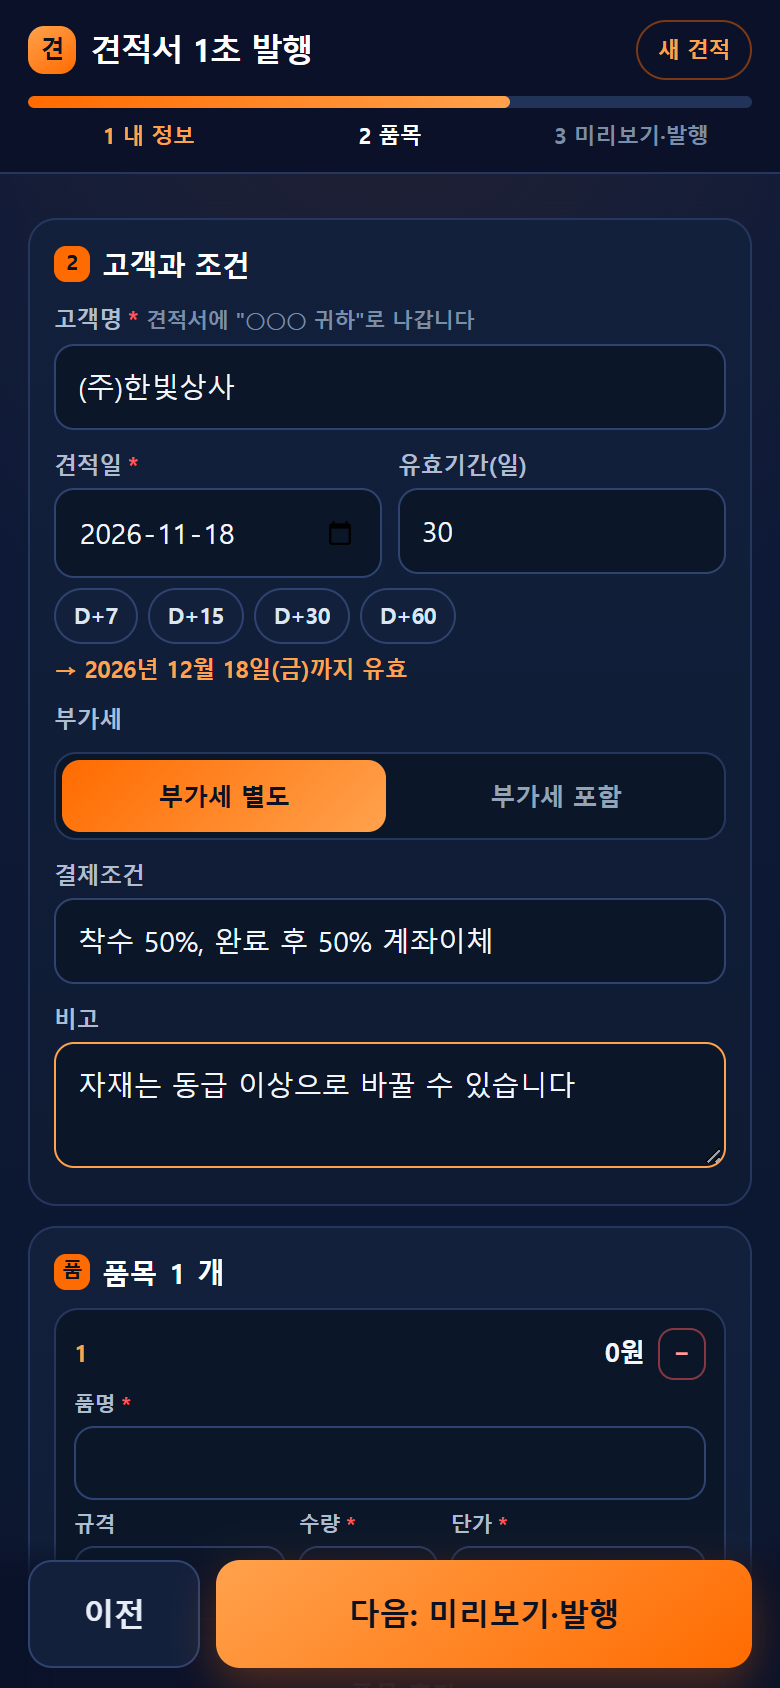 견 견적서 1초 발행 새 견적
1 내 정보 2 품목 3 미리보기·발행
2 고객과 조건
고객명 * 견적서에 "○○○ 귀하"로 나갑니다
(주)한빛상사
견적일 * 유효기간(일)
2026-11-18 30
D+7 D+15 D+30 D+60
→ 2026년 12월 18일(금)까지 유효
부가세
부가세 별도 부가세 포함
결제조건
착수 50%, 완료 후 50% 계좌이체
비고
자재는 동급 이상으로 바꿀 수 있습니다
품 품목 1 개
1 0원 −
품명 *
규격 수량 * 단가 *
이전 다음: 미리보기·발행